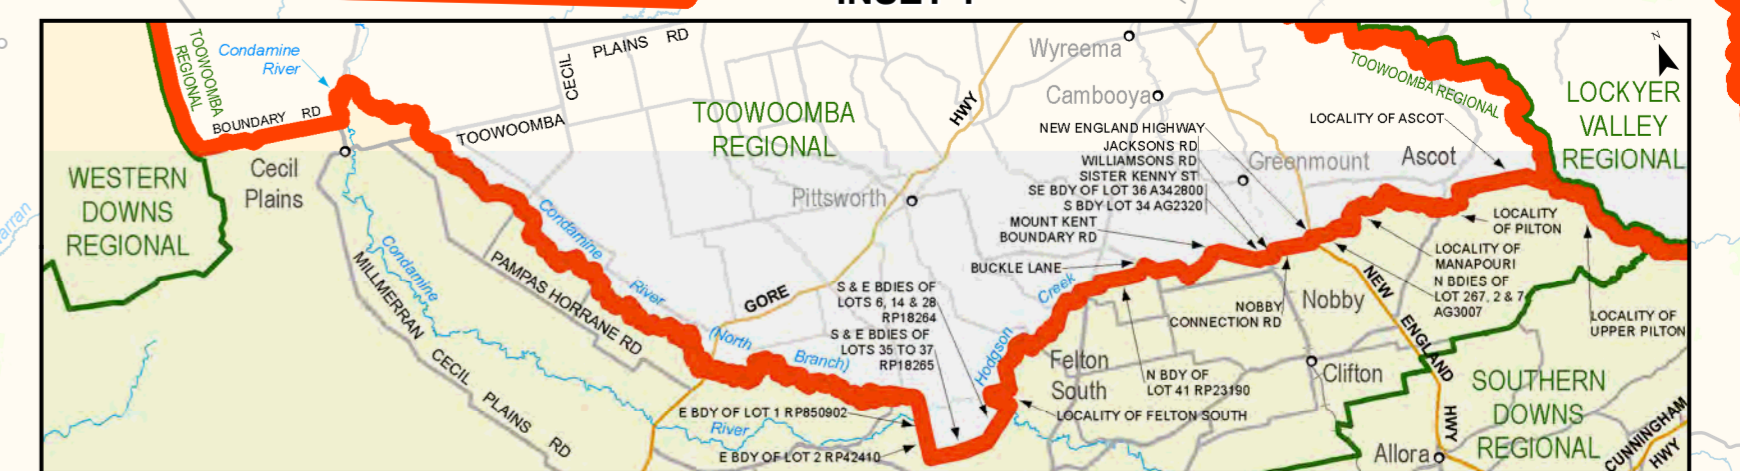 TOOWOOMBA
REGIONAL
Condamine
River
BOUNDARY RD
CECIL
PLAINS RD
TOOWOOMBA
Cecil
Plains
WESTERN
DOWNS
REGIONAL
TOOWOOMBA
REGIONAL
HWY
Wyreema
Cambooya
Pittsworth
NEW ENGLAND HIGHWAY
JACKSONS RD
WILLIAMSONS RD
SISTER KENNY ST
SE BDY OF LOT 36 A342800
S BDY LOT 34 AG2320
MOUNT KENT
BOUNDARY RD
BUCKLE LANE
Greenmount
Ascot
LOCALITY OF ASCOT
TOOWOOMBA REGIONAL
N
LOCKYER
VALLEY
REGIONAL
LOCALITY
OF PILTON
LOCALITY OF
MANAPOURI
N BDIES OF
LOT 267, 2 & 7
AG3007
LOCALITY OF
UPPER PILTON
Condamine
River
(North
Branch)
Condamine
River
MILLMERRAN
CECIL
PLAINS
RD
PAMPAS HORRANE RD
GORE
S & E BDIES OF
LOTS 6, 14 & 28
RP18264
S & E BDIES OF
LOTS 35 TO 37
RP18265
E BDY OF LOT 1 RP850902
E BDY OF LOT 2 RP42410
Hodgson
Creek
Felton
South
N BDY OF
LOT 41 RP23190
LOCALITY OF FELTON SOUTH
NOBBY
CONNECTION RD
Nobby
NEW
ENGLAND
HWY
Clifton
Allora
SOUTHERN
DOWNS
REGIONAL
CUNNINGHAM
HWY